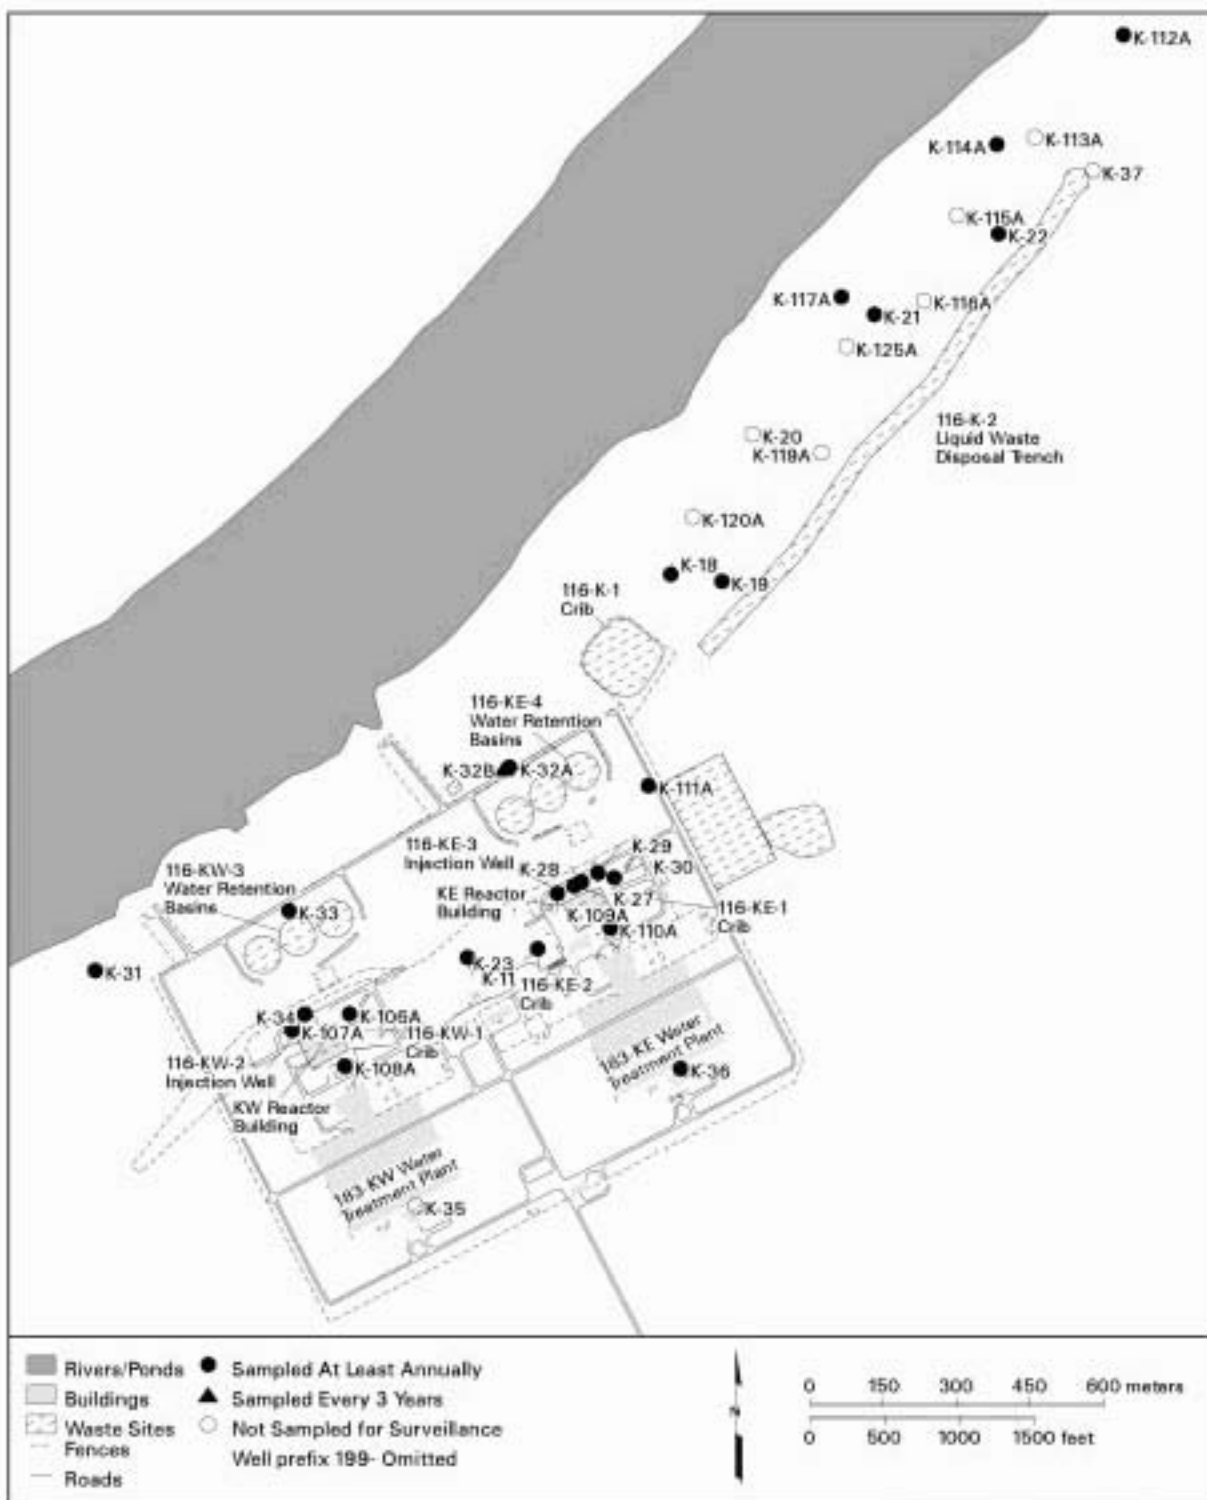 K-112A
K-114A
K-113A
K-37
K-115A
K-22
K-117A
K-116A
K-21
K-125A
116-K-2
Liquid Waste
Disposal Trench
K-20
K-119A
K-120A
K-18
K-19
116-K-1
Crib
116-KE-4
Water Retention
Basins
K-32B
K-32A
K-111A
116-KE-3
Injection Well
K-29
K-28
K-30
116-KW-3
Water Retention
Basins
K-33
KE Reactor
Building
K-27
K-109A
116-KE-1
Crib
K-110A
K-31
K-23
K-11
116-KE-2
Crib
K-34
K-106A
K-107A
116-KW-1
Crib
183-KE Water
Treatment Plant
116-KW-2
Injection Well
K-108A
K-36
KW Reactor
Building
183-KW Water
Treatment Plant
K-35
Rivers/Ponds
Buildings
Waste Sites
Fences
Roads
Sampled At Least Annually
Sampled Every 3 Years
Not Sampled for Surveillance
Well prefix 199- Omitted
N
0 150 300 450 600 meters
0 500 1000 1500 feet